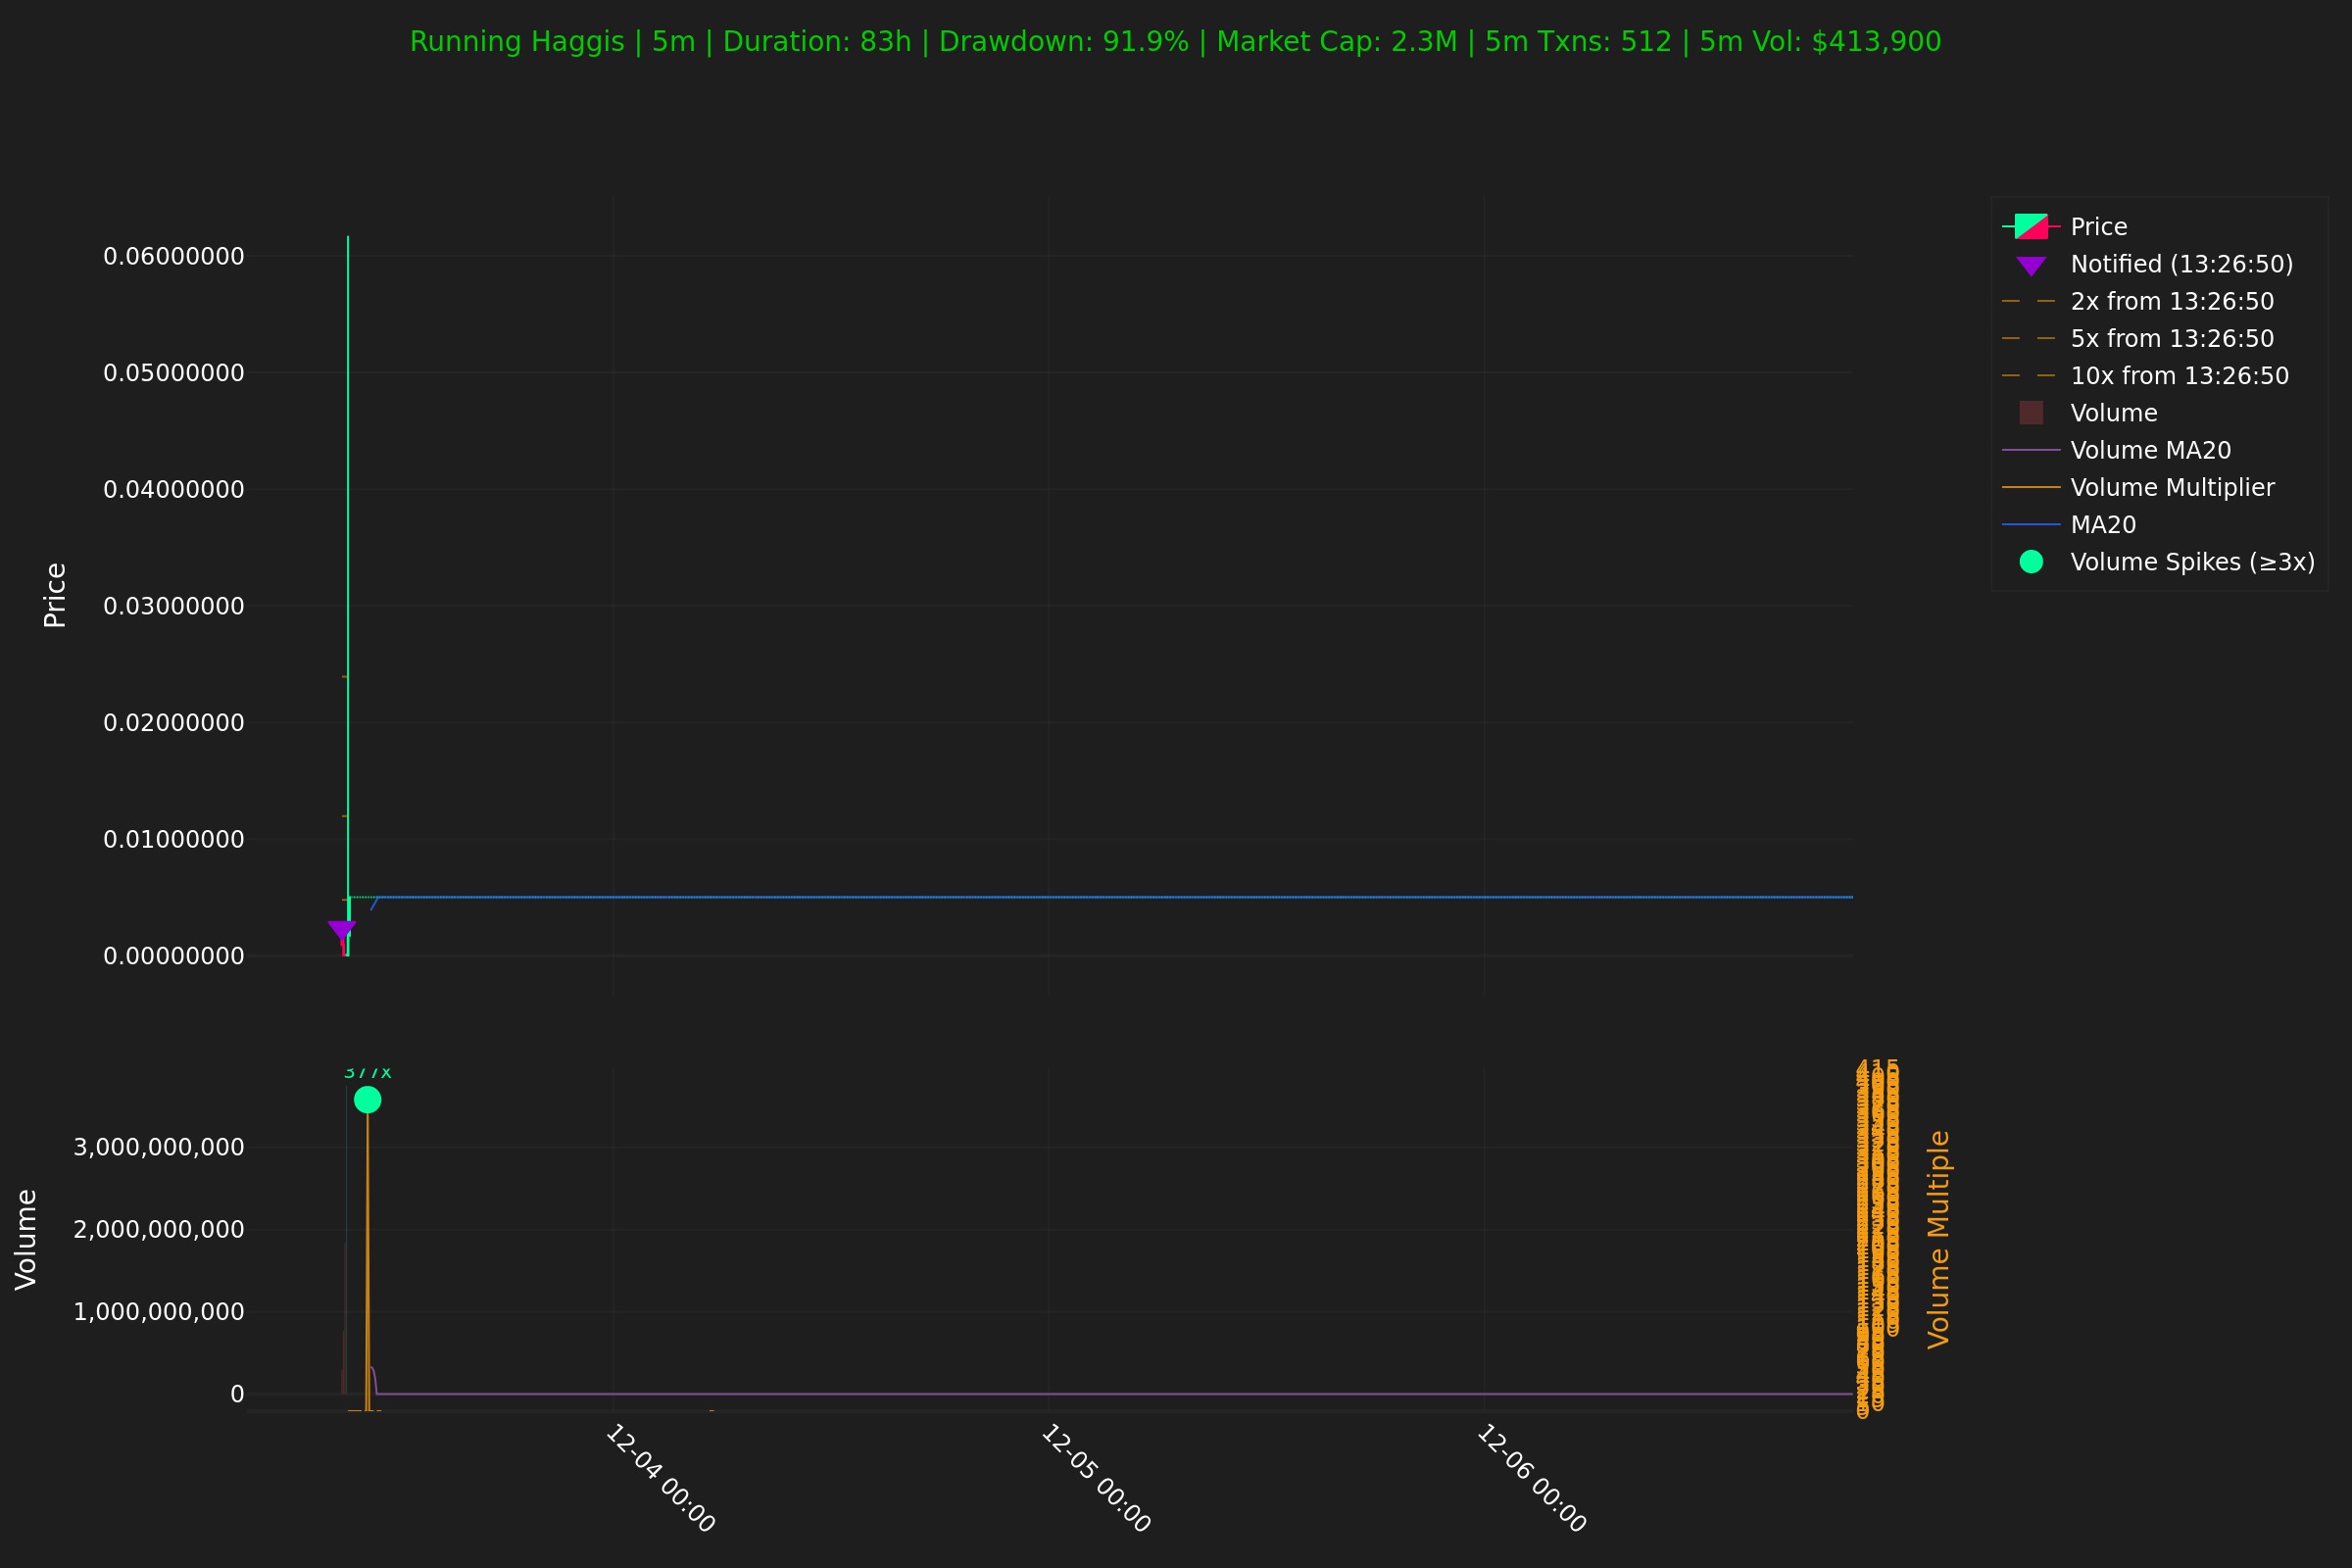 Running Haggis | 5m | Duration: 83h | Drawdown: 91.9% | Market Cap: 2.3M | 5m Txns: 512 | 5m Vol: $413,900
Price
0.06000000
0.05000000
0.04000000
0.03000000
0.02000000
0.01000000
0.00000000
Price
Notified (13:26:50)
2x from 13:26:50
5x from 13:26:50
10x from 13:26:50
Volume
Volume MA20
Volume Multiplier
MA20
Volume Spikes (≥3x)
377x
Volume
3,000,000,000
2,000,000,000
1,000,000,000
0
415
Volume Multiple
12-04 00:00
12-05 00:00
12-06 00:00